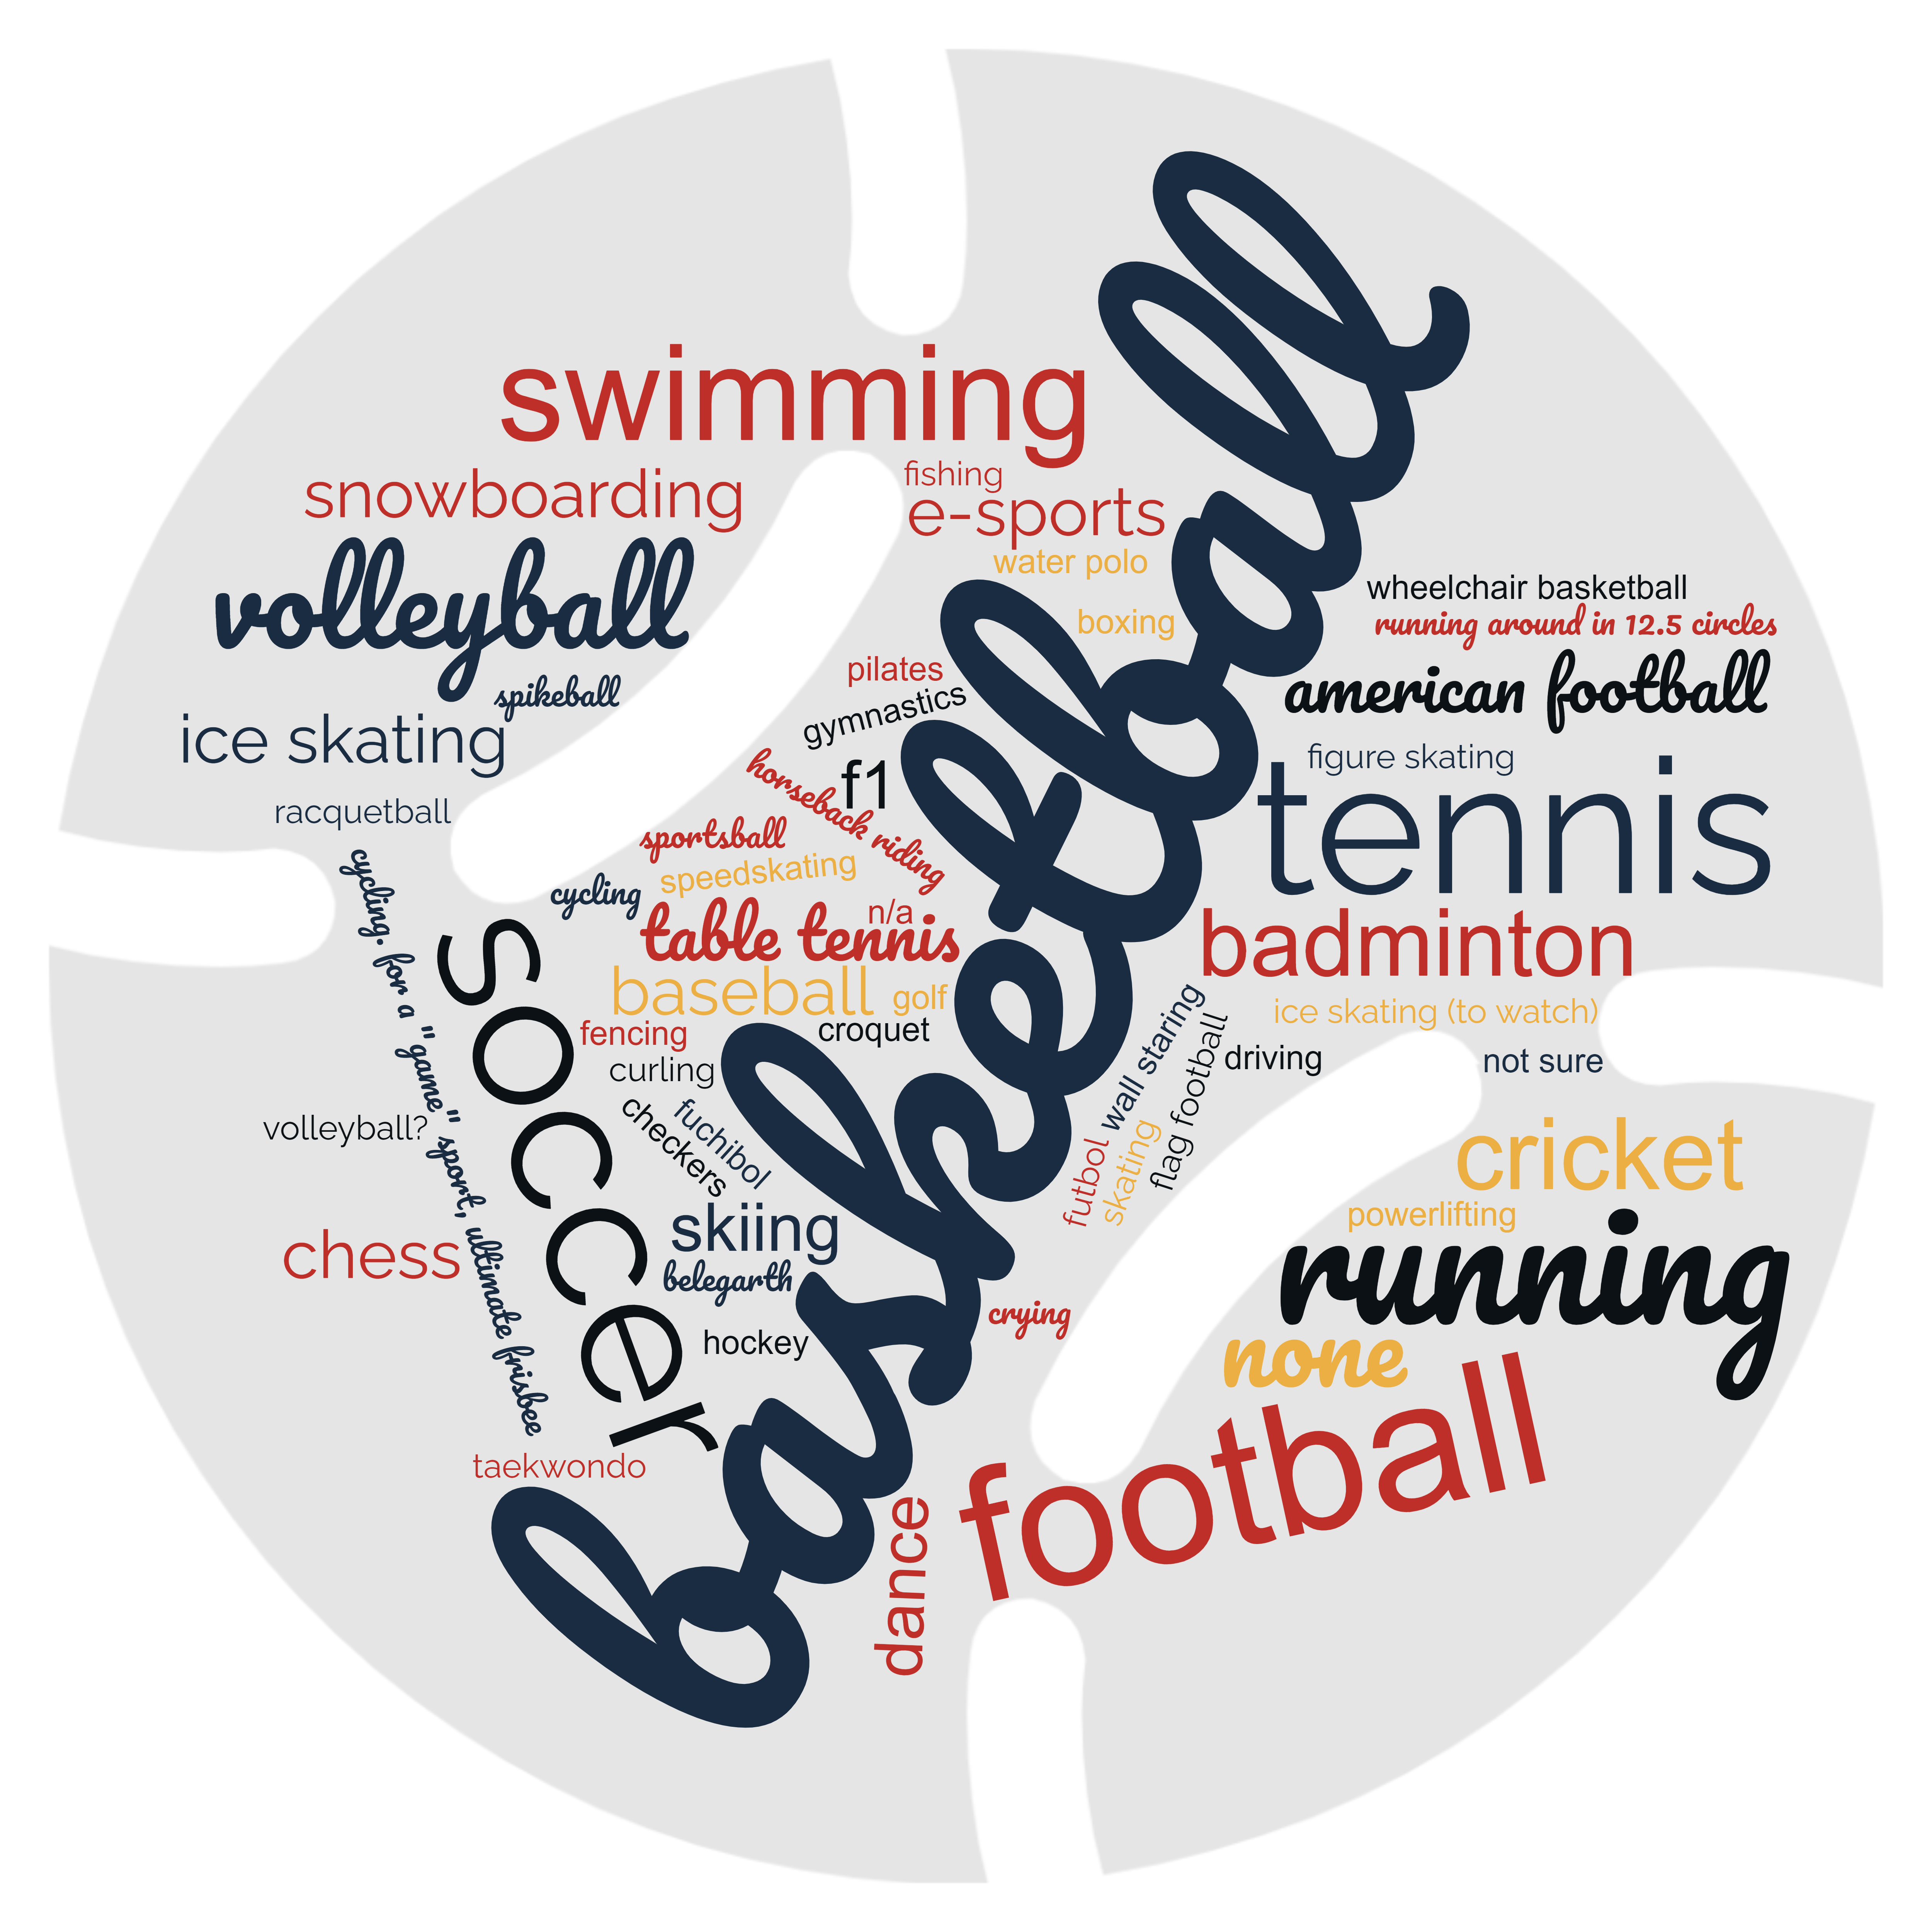 swimming
fishing
snowboarding
e-sports
water polo
volleyball
boxing
wheelchair basketball
running around in 12.5 circles
pilates
american football
spikeball
gymnastics
ice skating
figure skating
f1
horseback riding
racquetball
sportsball
tennis
speedskating
cycling
n/a
table tennis
badminton
basketball
baseball
golf
ice skating (to watch)
fencing
croquet
curling
wall staring
flag football
driving
not sure
soccer
cycling. for a "game" sport, ultimate frisbee
volleyball?
checkers
fuchibol
futbol
skating
cricket
powerlifting
chess
skiing
belegarth
running
crying
hockey
none
football
taekwondo
dance